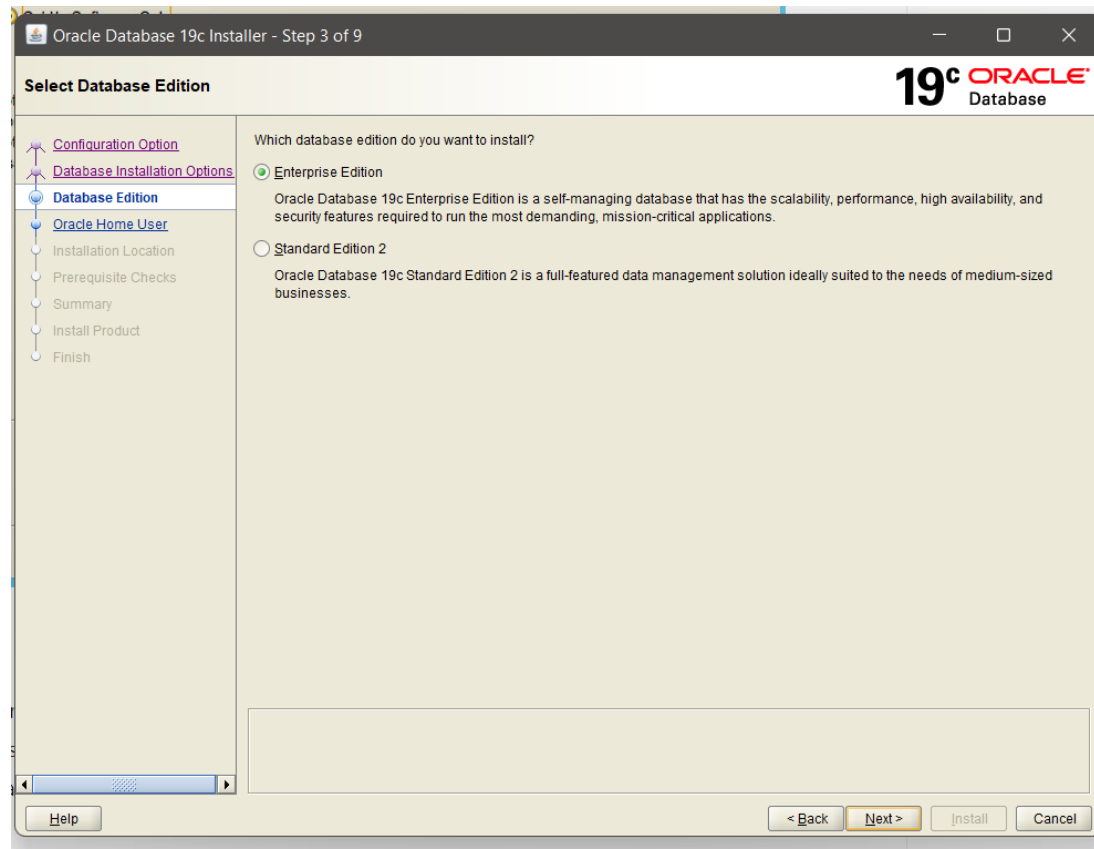 Oracle Database 19c Installer - Step 3 of 9
Select Database Edition
19c ORACLE
Database
Configuration Option
Database Installation Options
Database Edition
Oracle Home User
Installation Location
Prerequisite Checks
Summary
Install Product
Finish
Which database edition do you want to install?
Enterprise Edition
Oracle Database 19c Enterprise Edition is a self-managing database that has the scalability, performance, high availability, and
security features required to run the most demanding, mission-critical applications.
Standard Edition 2
Oracle Database 19c Standard Edition 2 is a full-featured data management solution ideally suited to the needs of medium-sized
businesses.
Help
< Back
Next >
Install
Cancel